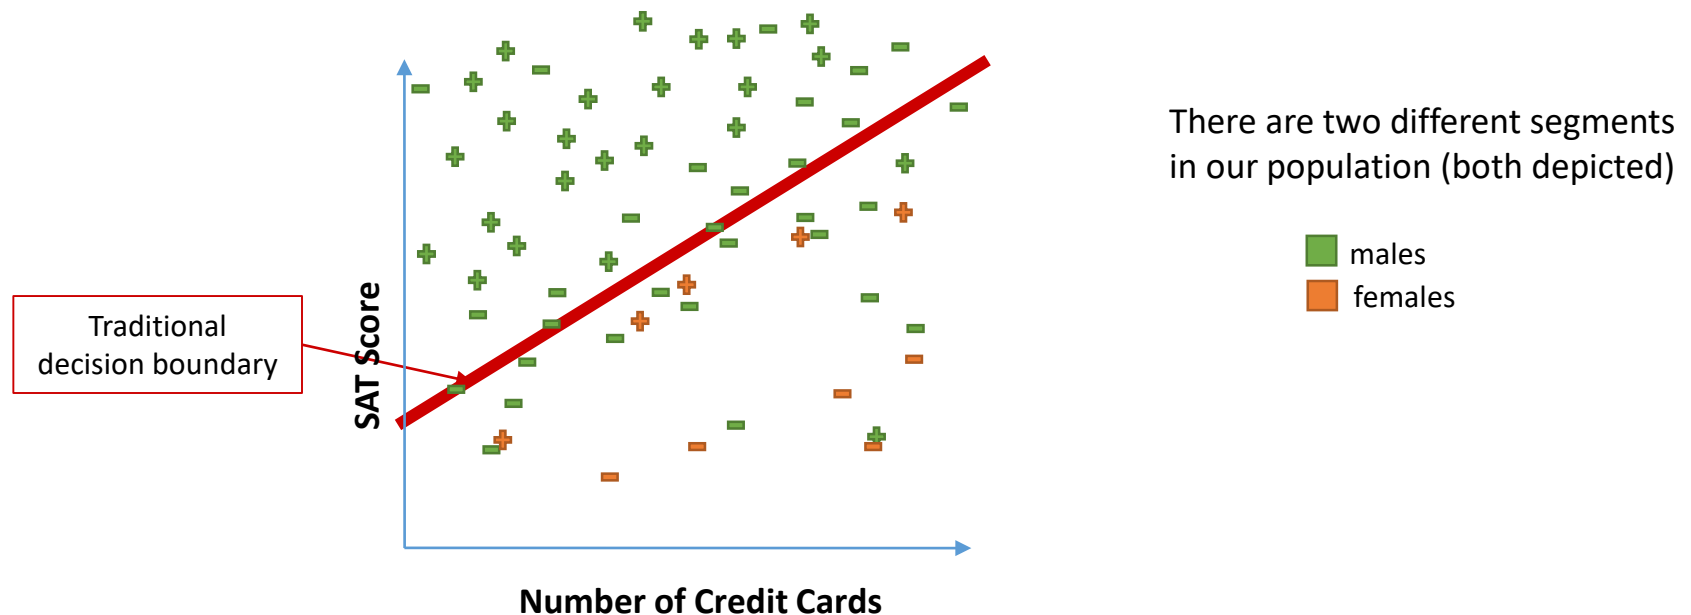 There are two different segments
in our population (both depicted)
males
females
Traditional
decision boundary
SAT Score
Number of Credit Cards